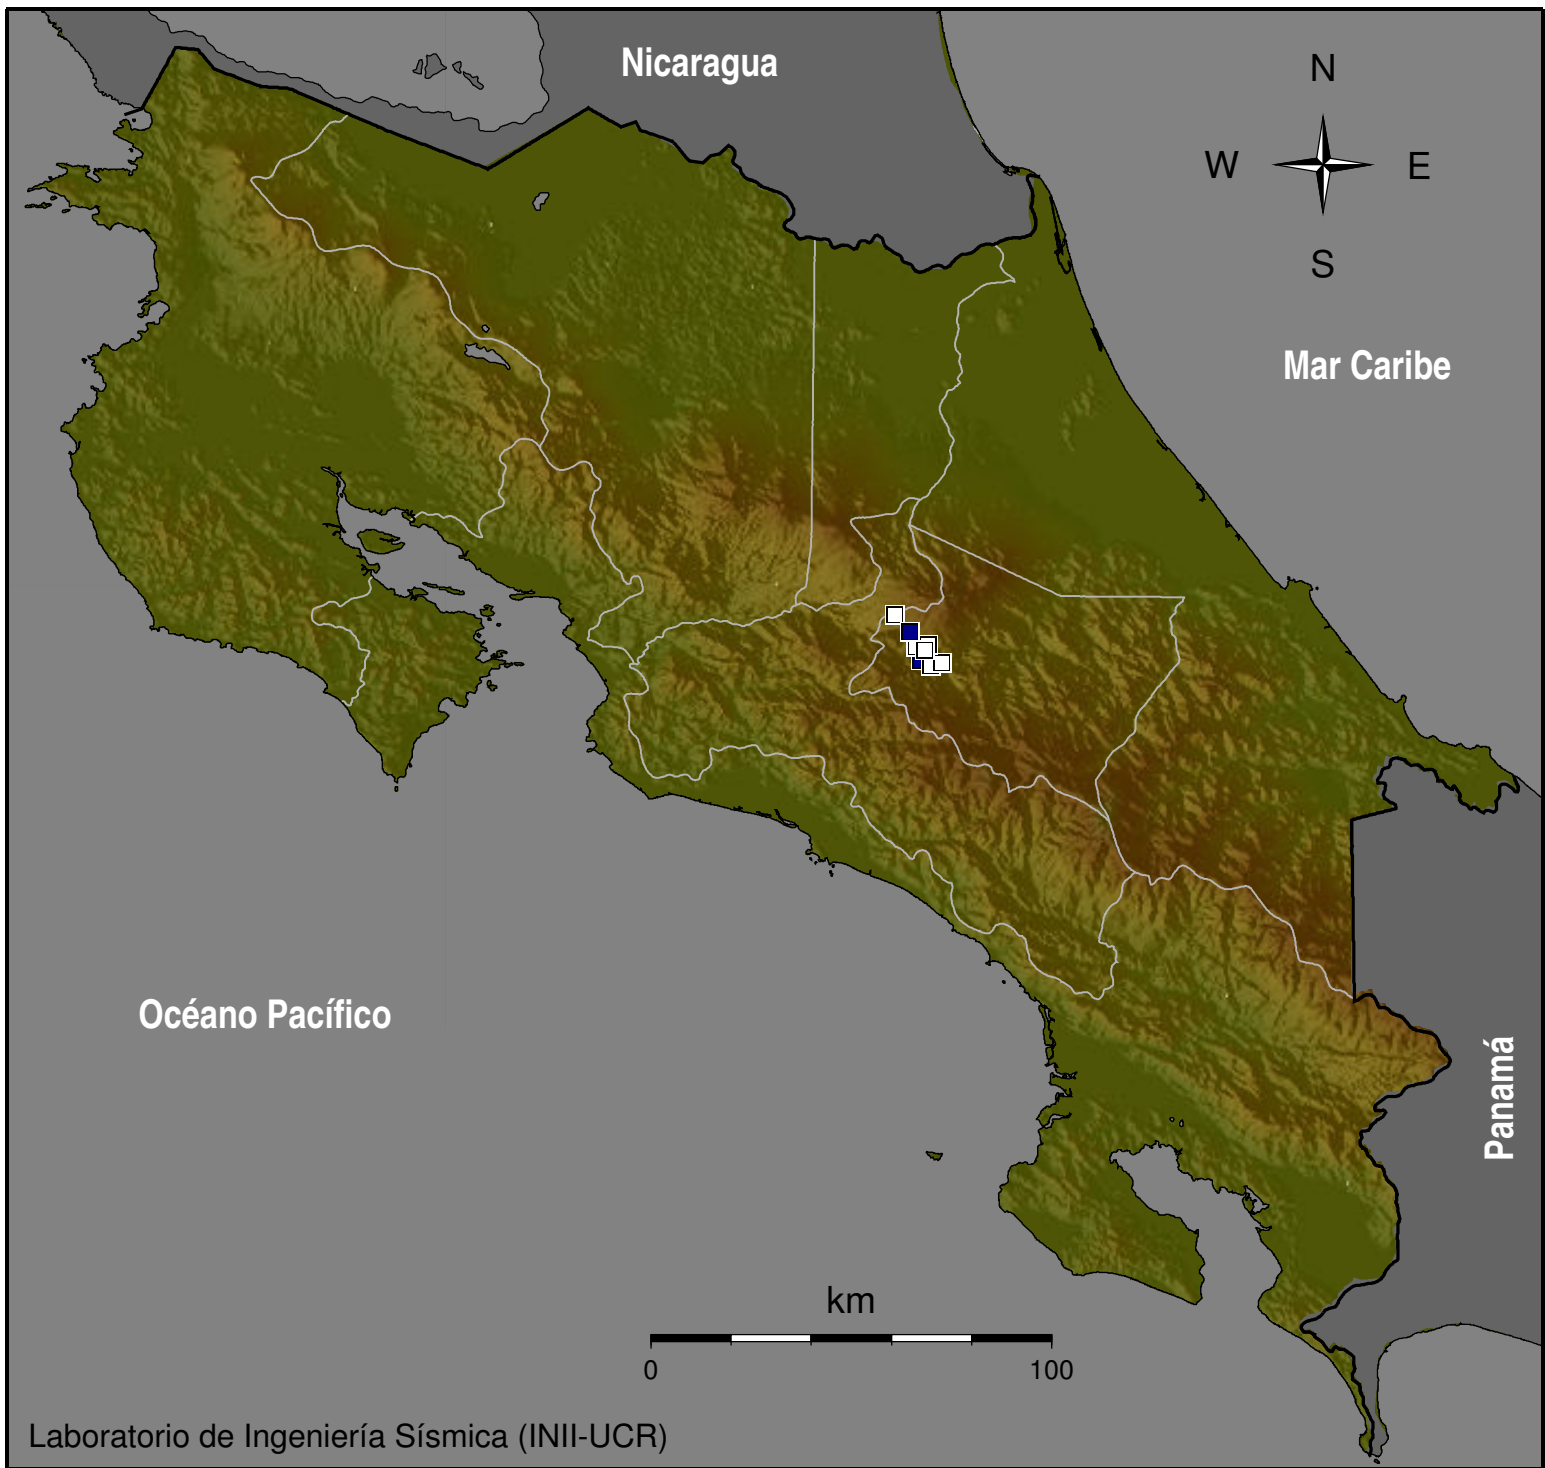 Nicaragua
N
W
E
S
Mar Caribe
Océano Pacífico
Panamá
km
0
100
Laboratorio de Ingeniería Sísmica (INII-UCR)